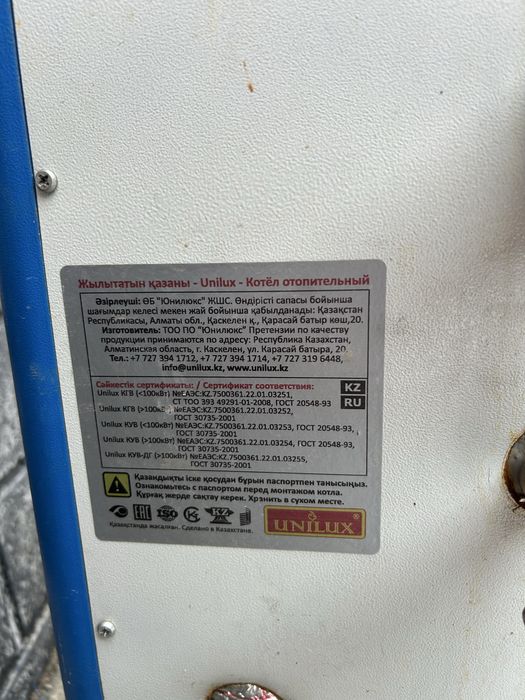 Жылытатын қазаны - Unilux - Котёл отопительный
Әзірлеуші: ӨБ "Юнилюкс" ЖШС. Өндірісті сапасы бойынша
шағымдар келесі мекен жай бойынша қабылданады: Қазақстан
Республикасы, Алматы обл., Қаскелен қ., Қарасай батыр көш,20.
Изготовитель: ТОО ПО "Юнилюкс" Претензии по качеству
продукции принимаются по адресу: Республика Казахстан,
Алматинская область, г. Каскелен, ул. Карасай батыра, 20,
Тел.: +7 727 394 1712, +7 727 394 1714, +7 727 319 6448,
info@unilux.kz, www.unilux.kz
Сәйкестік сертификаты: / Сертификат соответствия:
KZ
RU
Unilux КГВ (<100кВт) №ЕАЭС:KZ.7500361.22.01.03251,
СТ ТОО 393 49291-01-2008, ГОСТ 20548-93
Unilux КГВ (>100кВт) №ЕАЭС:KZ.7500361.22.01.03252,
ГОСТ 30735-2001
Unilux КУВ (<100кВт) №ЕАЭС:KZ.7500361.22.01.03253, ГОСТ 20548-93,
ГОСТ 30735-2001
Unilux КУВ (>100кВт) №ЕАЭС:KZ.7500361.22.01.03254, ГОСТ 20548-93,
ГОСТ 30735-2001
Unilux КУВ-ДГ (>100кВт) №ЕАЭС:KZ.7500361.22.01.03255,
ГОСТ 30735-2001
Қазандықты іске қосудан бұрын паспортпен танысыңыз.
Ознакомьтесь с паспортом перед монтажом котла.
Құрғақ жерде сақтау керек. Хрэнить в сухом месте.
EAC ISO
KZ
Қазақстанда жасалған. Сделано в Казахстане.
UNILUX®